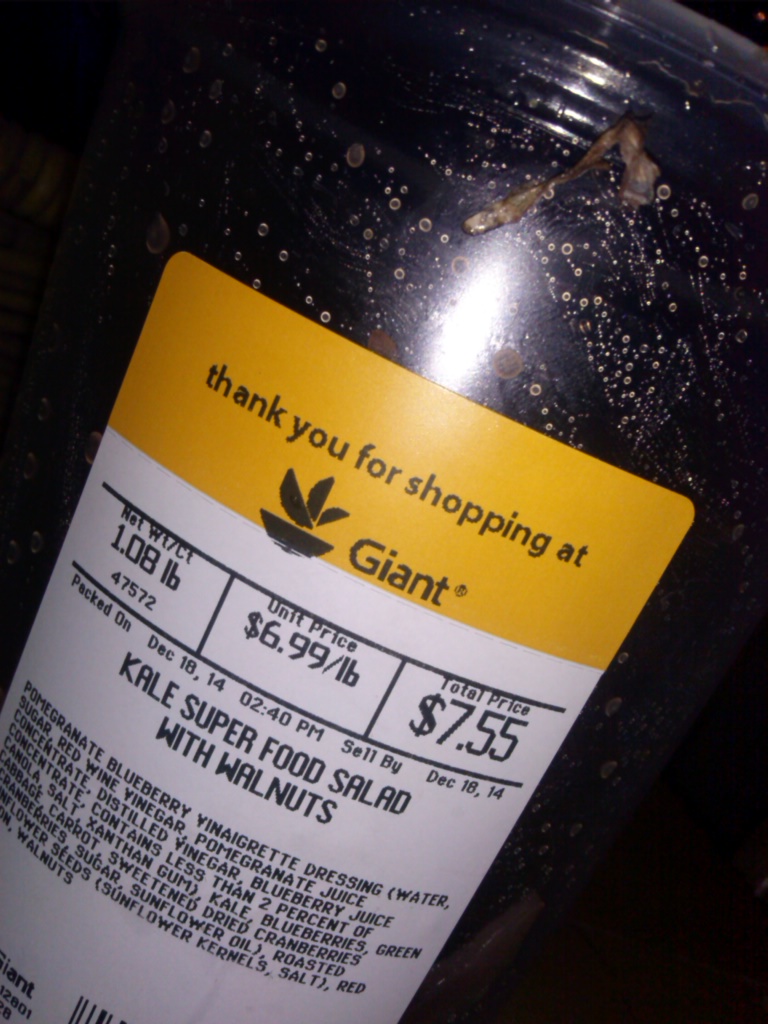 thank you for shopping at
Giant®
Net Wt/Ct Unit Price Total Price
1.08 lb $6.99/lb $7.55
47572
Packed On Dec 18, 14 02:40 PM Sell By Dec 18, 14
KALE SUPER FOOD SALAD
WITH WALNUTS
POMEGRANATE BLUEBERRY VINAIGRETTE DRESSING (WATER,
SUGAR, RED WINE VINEGAR, POMEGRANATE JUICE
CONCENTRATE, DISTILLED VINEGAR, BLUEBERRY JUICE
CONCENTRATE, CONTAINS LESS THAN 2 PERCENT OF
CANOLA, SALT, XANTHAN GUM), KALE, BLUEBERRIES, GREEN
CABBAGE, CARROT, SWEETENED DRIED CRANBERRIES
CRANBERRIES, SUGAR, SUNFLOWER OIL), ROASTED
NFLOWER SEEDS (SUNFLOWER KERNELS, SALT), RED
N, WALNUTS
Giant
12801
28